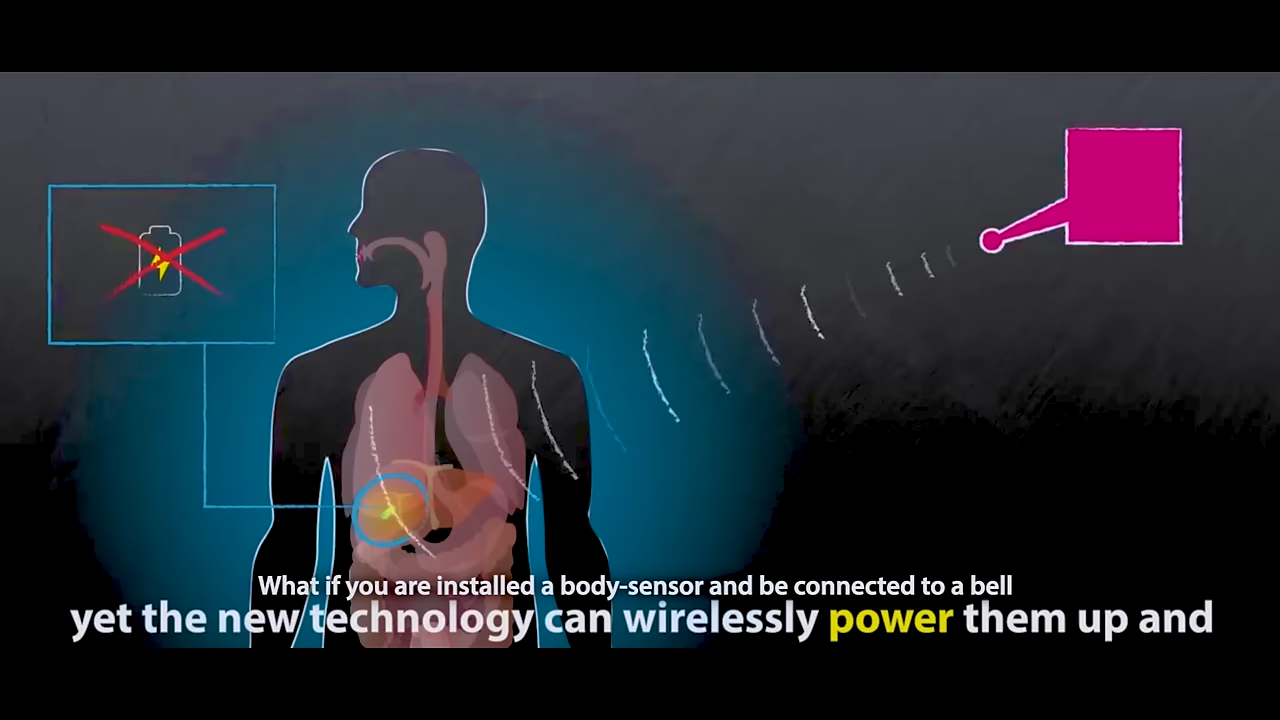 What if you are installed a body-sensor and be connected to a bell
yet the new technology can wirelessly power them up and